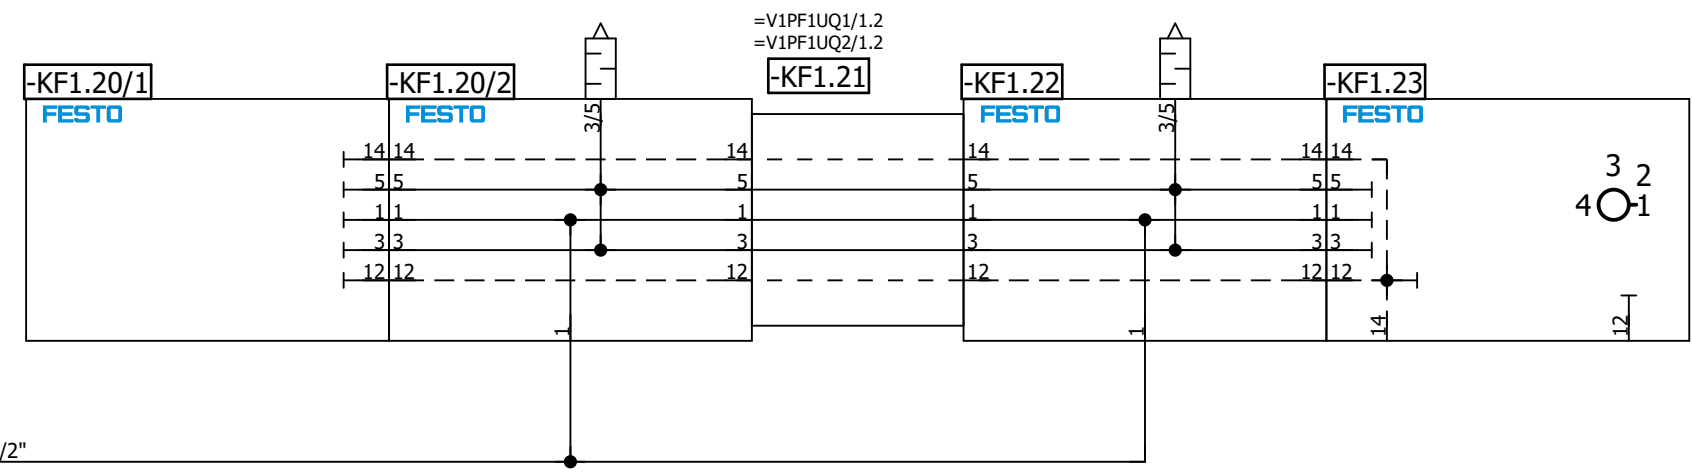 =V1PF1UQ1/1.2
=V1PF1UQ2/1.2
-KF1.20/1
-KF1.20/2
-KF1.21
-KF1.22
-KF1.23
FESTO
FESTO
FESTO
FESTO
3/5
3/5
14 14 14 14 14 14
5 5 5 5 5 5
1 1 1 1 1 1
3 3 3 3 3 3
12 12 12 12 12 12
3
2
4
1
1
1
14
12
/2"